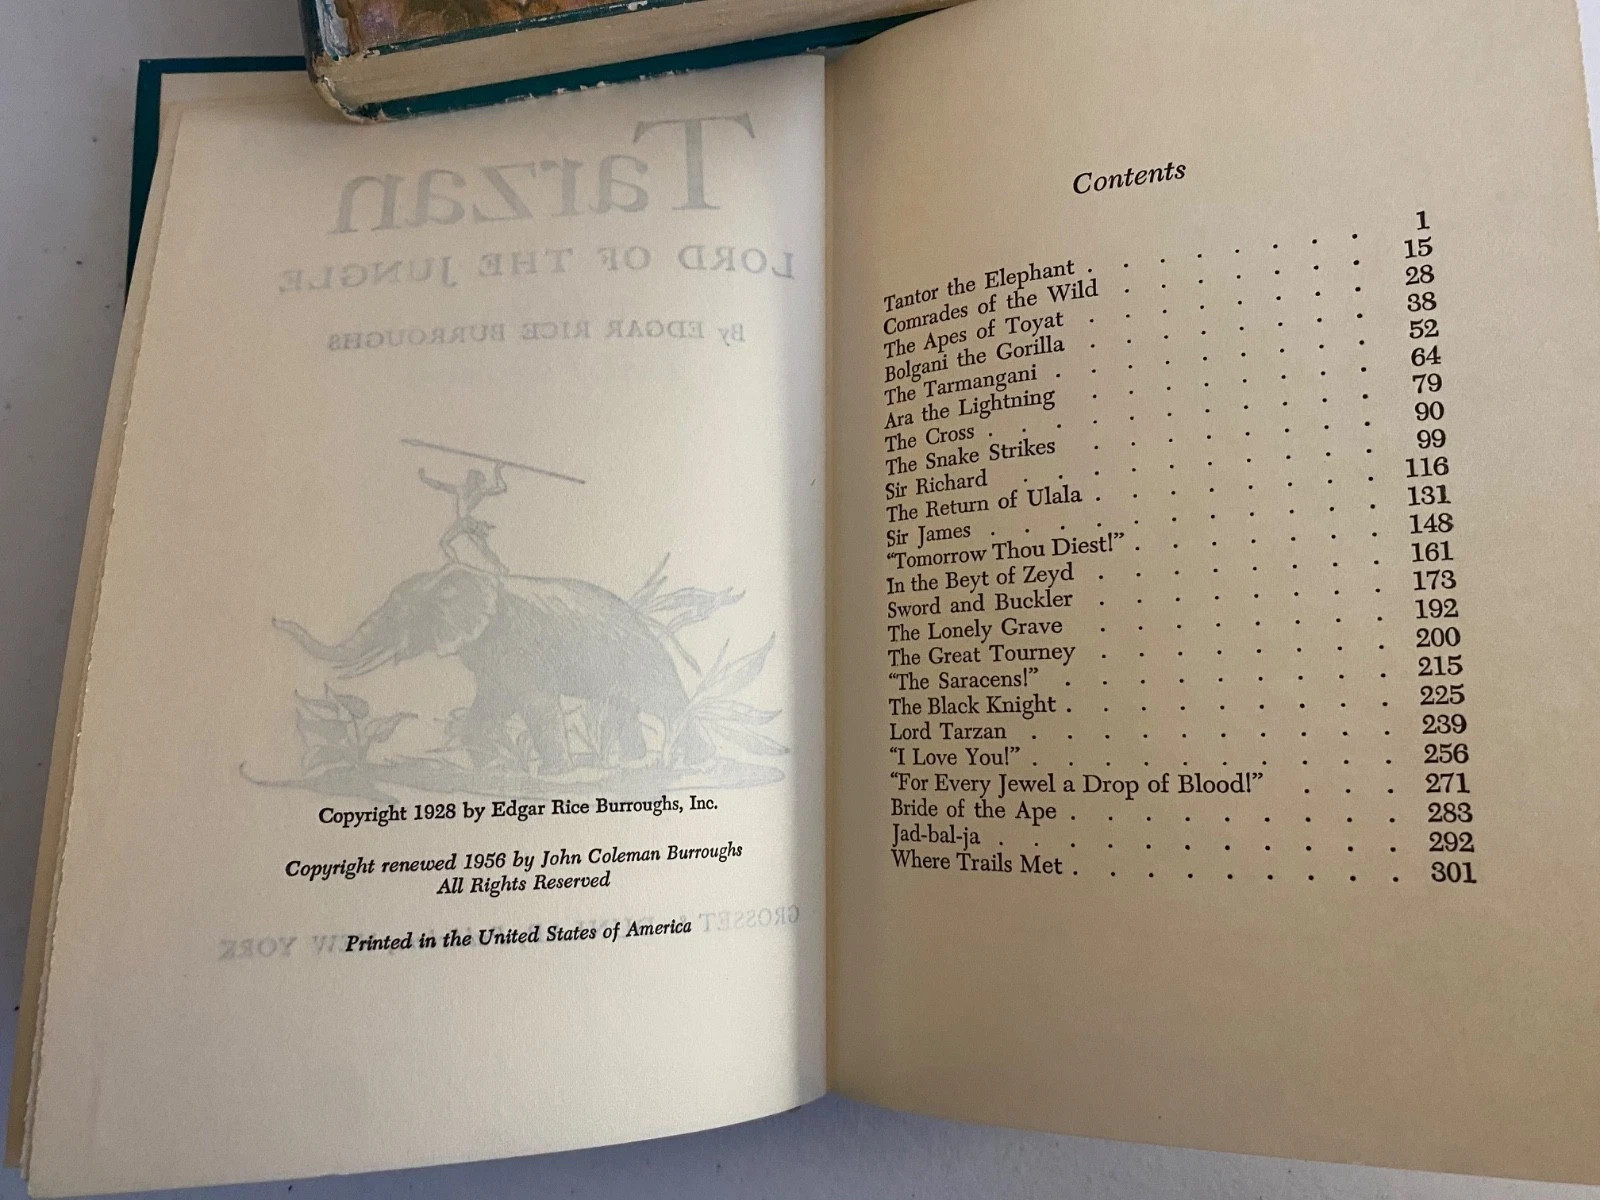 Tarzan
LORD OF THE JUNGLE
By EDGAR RICE BURROUGHS
Copyright 1928 by Edgar Rice Burroughs, Inc.
Copyright renewed 1956 by John Coleman Burroughs
All Rights Reserved
GROSSET NEW YORK
Printed in the United States of America
Contents
Tantor the Elephant . . . . . . 1
Comrades of the Wild . . . . . . 15
The Apes of Toyat . . . . . . 28
Bolgani the Gorilla . . . . . . 38
The Tarmangani . . . . . . . 52
Ara the Lightning . . . . . . 64
The Cross . . . . . . . . 79
The Snake Strikes . . . . . . 90
Sir Richard . . . . . . . 99
The Return of Ulala . . . . . . 116
Sir James . . . . . . . . 131
“Tomorrow Thou Diest!” . . . . . . 148
In the Beyt of Zeyd . . . . . . 161
Sword and Buckler . . . . . . 173
The Lonely Grave . . . . . . 192
The Great Tourney . . . . . . 200
“The Saracens!” . . . . . . . 215
The Black Knight . . . . . . . 225
Lord Tarzan . . . . . . . 239
“I Love You!” . . . . . . . 256
“For Every Jewel a Drop of Blood!” . . . 271
Bride of the Ape . . . . . . . 283
Jad-bal-ja . . . . . . . . 292
Where Trails Met . . . . . . . 301